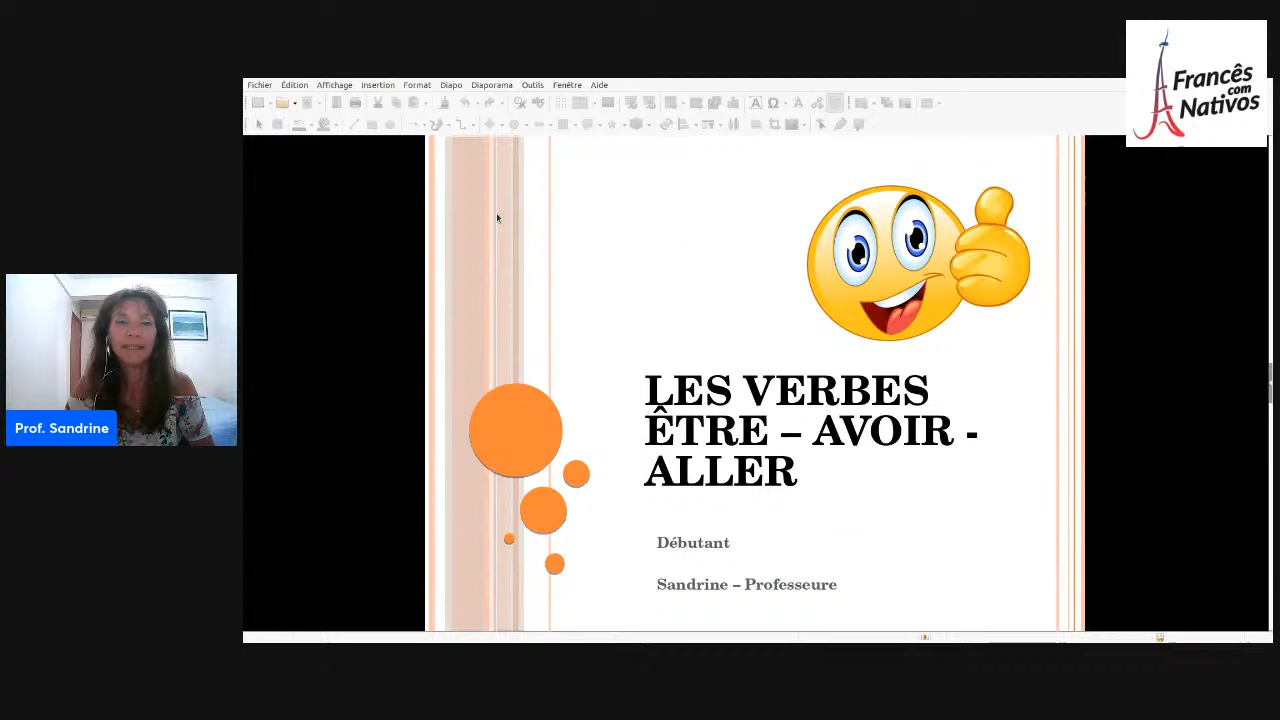 Francês
com
Nativos
Fichier Édition Affichage Insertion Format Diapo Diaporama Outils Fenêtre Aide
LES VERBES
ÊTRE – AVOIR -
ALLER
Débutant
Sandrine – Professeure
Prof. Sandrine